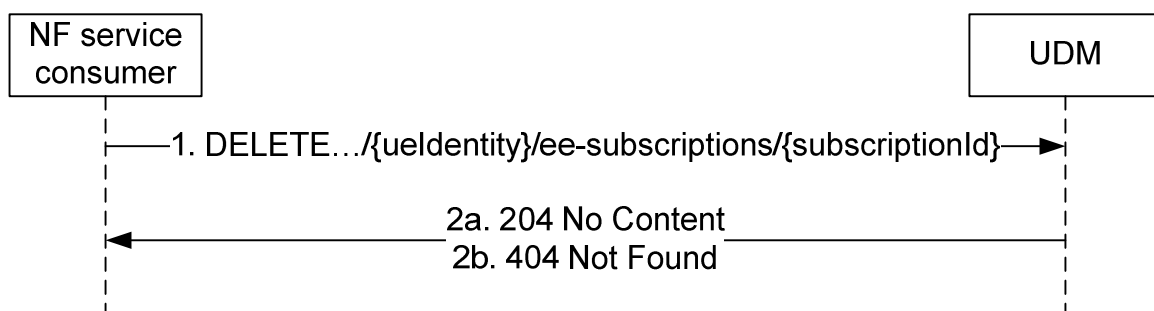 NF service
consumer
UDM
1. DELETE…/{ueIdentity}/ee-subscriptions/{subscriptionId}
2a. 204 No Content
2b. 404 Not Found